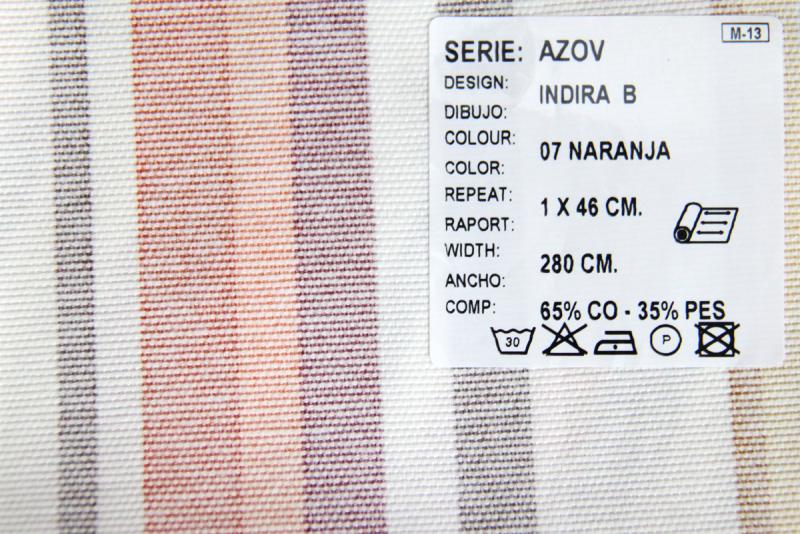 M-13
SERIE: AZOV
DESIGN:
DIBUJO: INDIRA B
COLOUR:
COLOR: 07 NARANJA
REPEAT:
RAPORT: 1 X 46 CM.
WIDTH:
ANCHO: 280 CM.
COMP: 65% CO - 35% PES
30 P